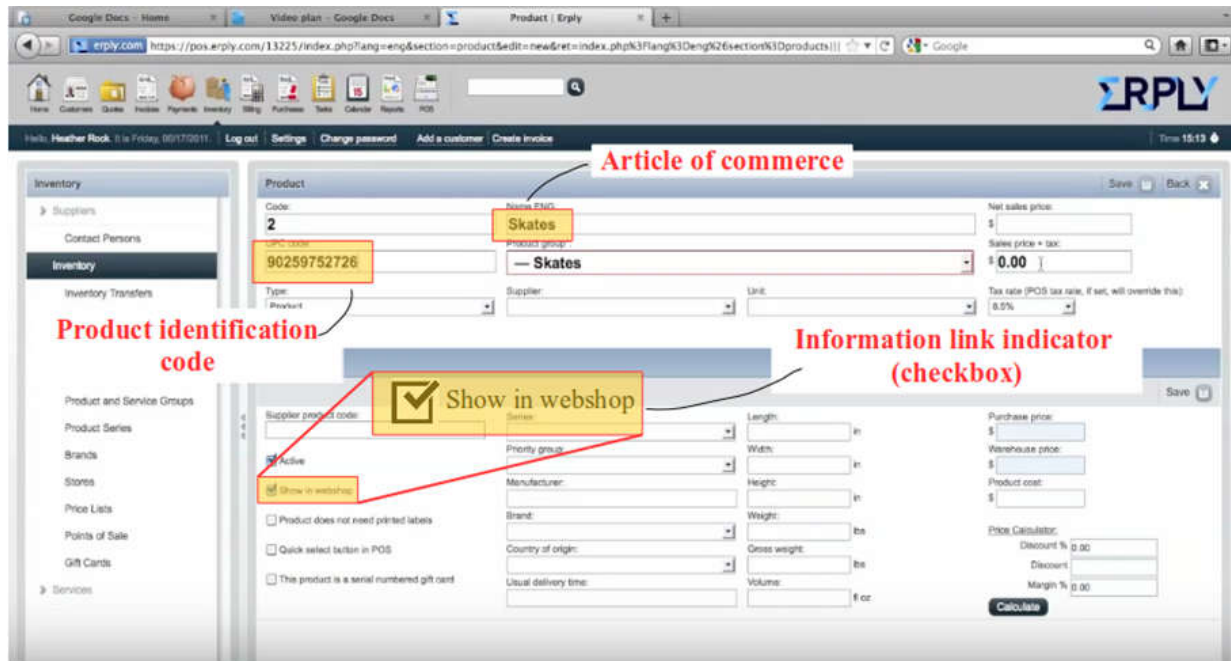 Google Docs - Home
Video plan - Google Docs
Product | Erply
erply.com https://pos.erply.com/13225/index.php?lang=eng&section=product&edit=new&ret=index.php%3Flang%3Deng%26section%3Dproducts|||
Google
Home Customers Quotes Invoices Payments Inventory Billing Purchases Tasks Calendar Reports POS
ERPLY
Hello, Heather Rock. It is Friday, 06/17/2011. Log out Settings Change password Add a customer Create invoice Time 15:13
Article of commerce
Inventory
Product Save Back
Suppliers
Code: Name ENG Net sales price:
2 Skates $
Contact Persons
UPC code Product group Sales price + tax:
90259752726 — Skates $ 0.00
Inventory
Inventory Transfers
Type: Supplier: Unit: Tax rate (POS tax rate, if set, will override this):
Product 8.5%
Product identification
code
Information link indicator
(checkbox)
Save
Show in webshop
Product and Service Groups
Product Series
Brands
Stores
Price Lists
Points of Sale
Gift Cards
Services
Supplier product code: Series: Length: Purchase price:
in $
Active Priority group: Width: Warehouse price:
in $
Show in webshop Manufacturer: Height: Product cost:
in $
Product does not need printed labels Brand: Weight: Price Calculator:
lbs Discount % 0.00
Quick select button in POS Country of origin: Gross weight: Discount
lbs Margin % 0.00
This product is a serial numbered gift card Usual delivery time: Volume:
fl oz Calculate